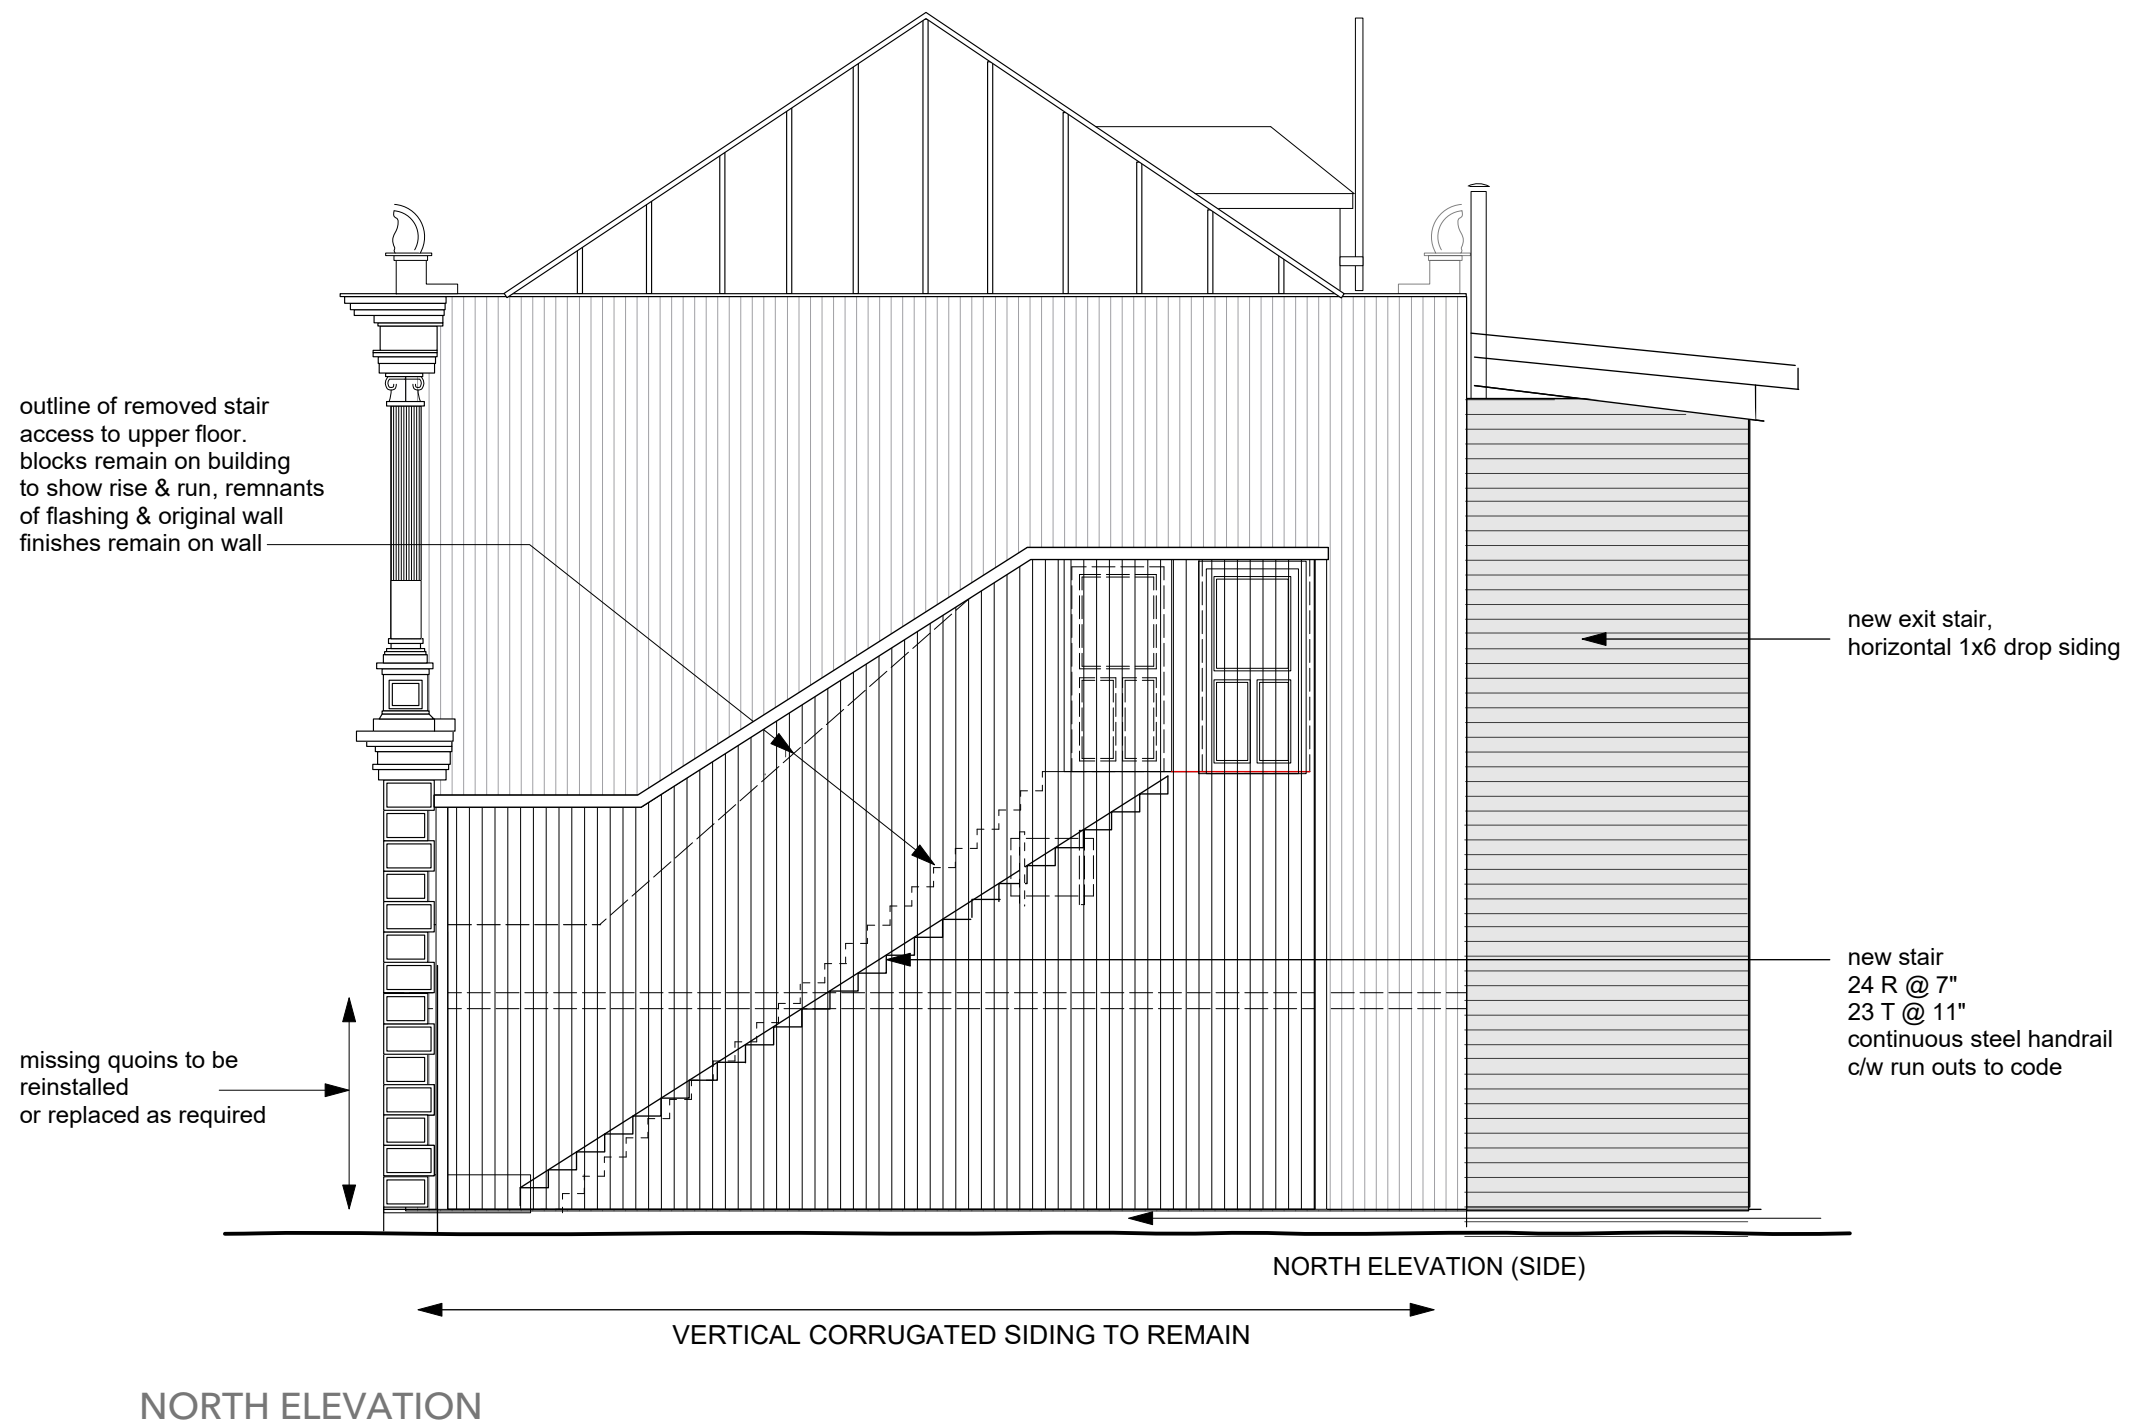 outline of removed stair
access to upper floor.
blocks remain on building
to show rise & run, remnants
of flashing & original wall
finishes remain on wall
new exit stair,
horizontal 1x6 drop siding
new stair
24 R @ 7"
23 T @ 11"
continuous steel handrail
c/w run outs to code
missing quoins to be
reinstalled
or replaced as required
NORTH ELEVATION (SIDE)
VERTICAL CORRUGATED SIDING TO REMAIN
NORTH ELEVATION